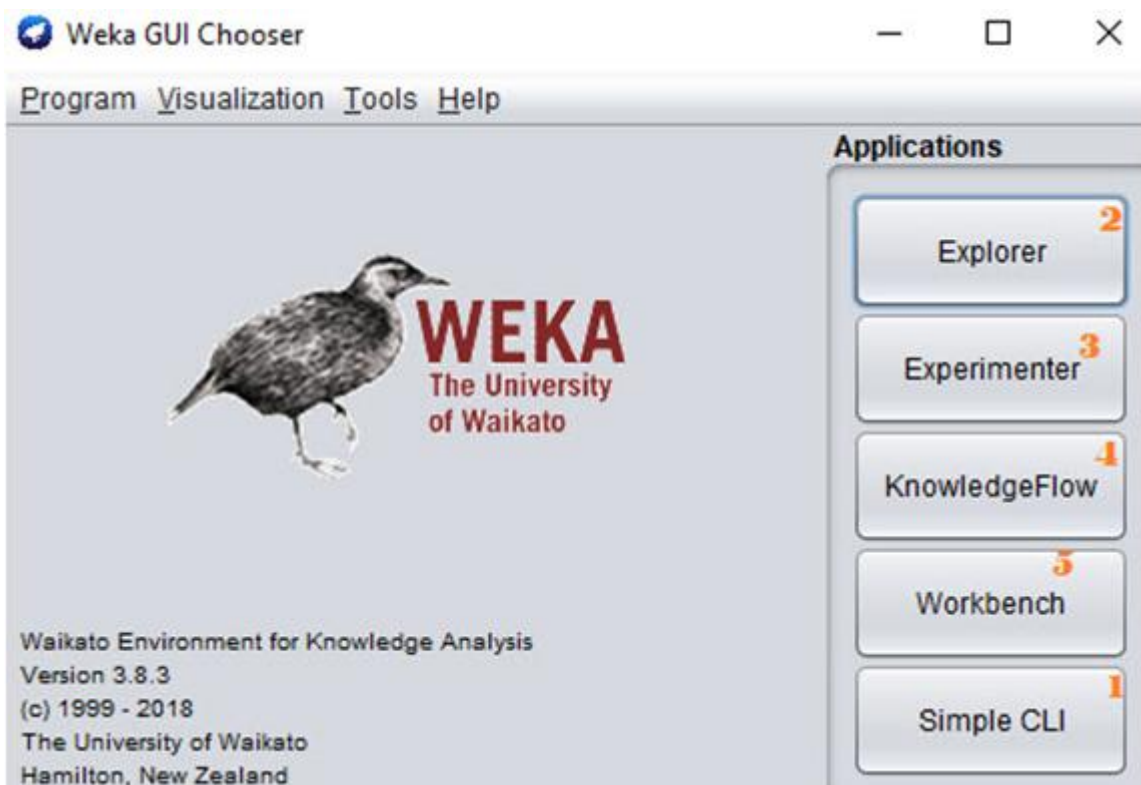 Weka GUI Chooser
Program Visualization Tools Help
Applications
2
Explorer
3
Experimenter
4
KnowledgeFlow
5
Workbench
1
Simple CLI
WEKA
The University
of Waikato
Waikato Environment for Knowledge Analysis
Version 3.8.3
(c) 1999 - 2018
The University of Waikato
Hamilton, New Zealand